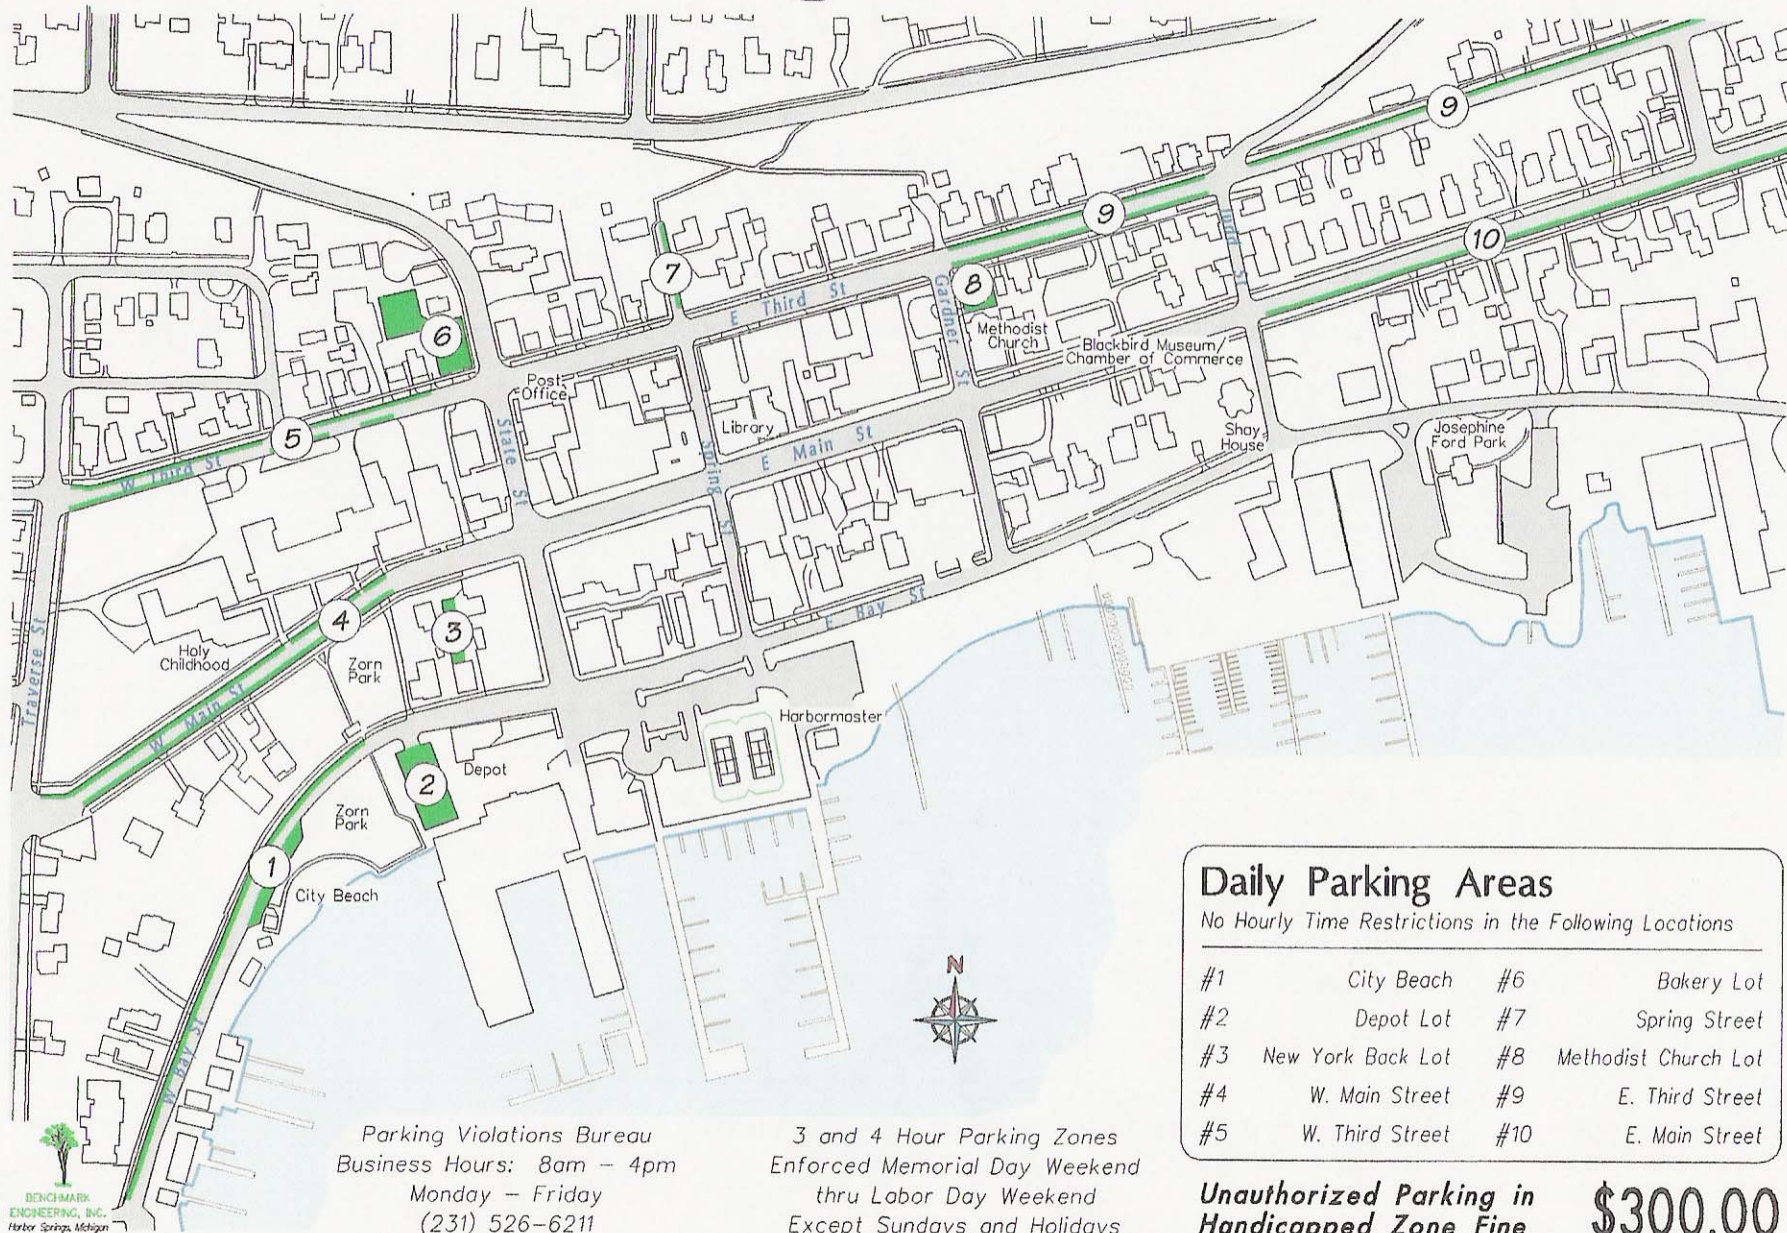 9
9
10
7
8
6
5
4
3
2
1
E Third St
Gardner St
Judd St
Methodist
Church
Blackbird Museum/
Chamber of Commerce
Post
Office
Library
E Main St
Shay
House
Josephine
Ford Park
State St
Spring St
W Third St
Traverse St
Holy
Childhood
Zorn
Park
W Main St
E Bay St
Harbormaster
Depot
Zorn
Park
City Beach
W Bay St
N
Daily Parking Areas
No Hourly Time Restrictions in the Following Locations
#1 City Beach #6 Bakery Lot
#2 Depot Lot #7 Spring Street
#3 New York Back Lot #8 Methodist Church Lot
#4 W. Main Street #9 E. Third Street
#5 W. Third Street #10 E. Main Street
Unauthorized Parking in
Handicapped Zone Fine
$300.00
Parking Violations Bureau
Business Hours: 8am - 4pm
Monday - Friday
(231) 526-6211
3 and 4 Hour Parking Zones
Enforced Memorial Day Weekend
thru Labor Day Weekend
Except Sundays and Holidays
BENCHMARK
ENGINEERING, INC.
Harbor Springs, Michigan